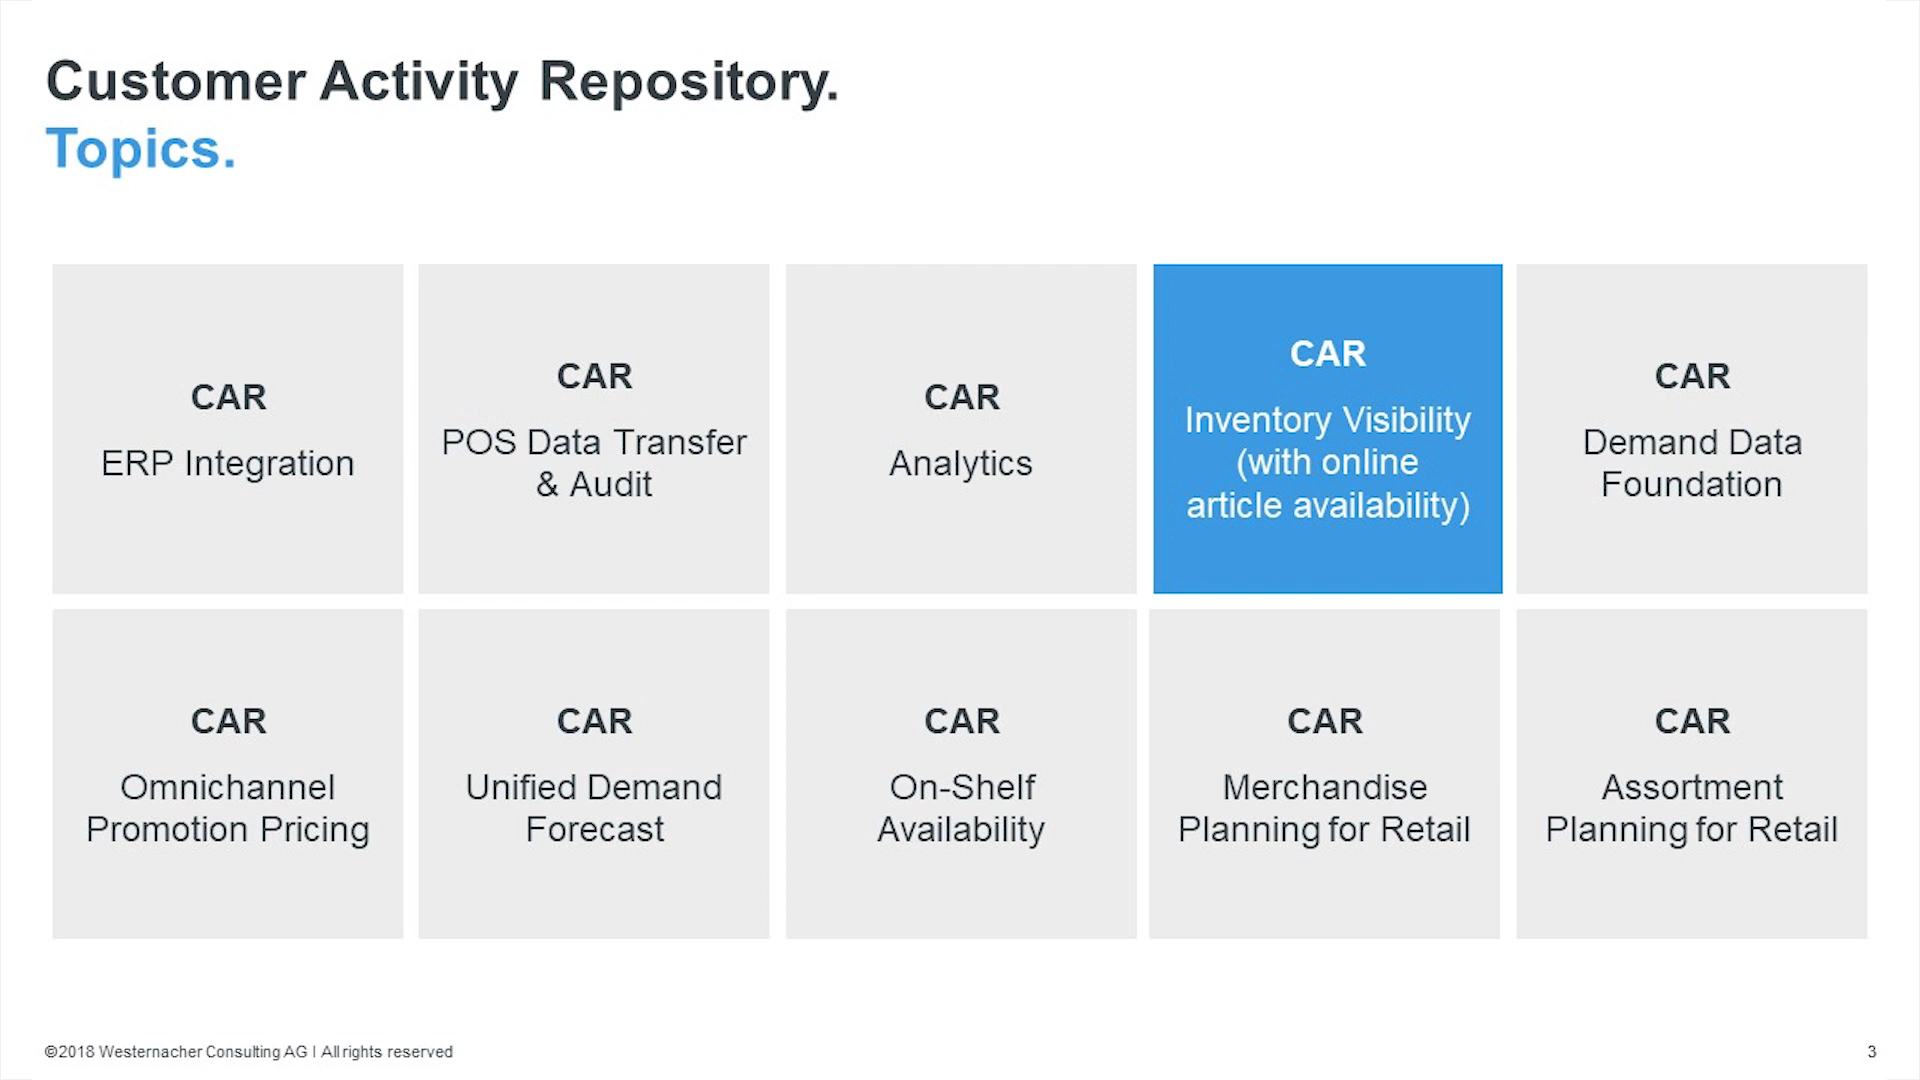 Customer Activity Repository.
Topics.
CAR
ERP Integration
CAR
POS Data Transfer
& Audit
CAR
Analytics
CAR
Inventory Visibility
(with online
article availability)
CAR
Demand Data
Foundation
CAR
Omnichannel
Promotion Pricing
CAR
Unified Demand
Forecast
CAR
On-Shelf
Availability
CAR
Merchandise
Planning for Retail
CAR
Assortment
Planning for Retail
©2018 Westernacher Consulting AG I All rights reserved
3